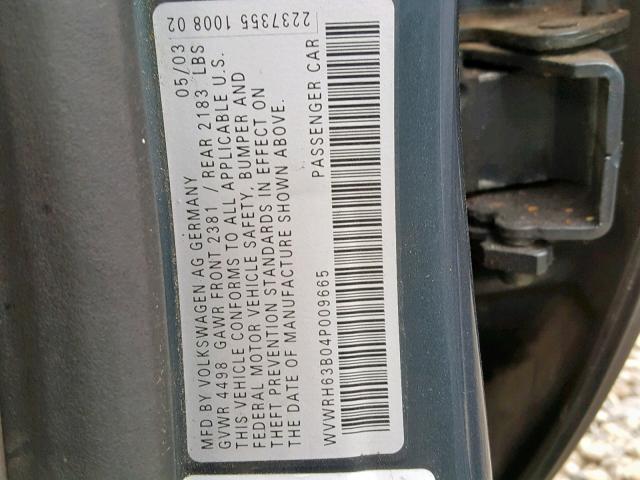 MFD BY VOLKSWAGEN AG GERMANY 05/03
GVWR 4498 GAWR FRONT 2381 / REAR 2183 LBS
THIS VEHICLE CONFORMS TO ALL APPLICABLE U.S.
FEDERAL MOTOR VEHICLE SAFETY, BUMPER AND
THEFT PREVENTION STANDARDS IN EFFECT ON
THE DATE OF MANUFACTURE SHOWN ABOVE.
WVWRH63B04P009665 PASSENGER CAR
2237355 1008 02